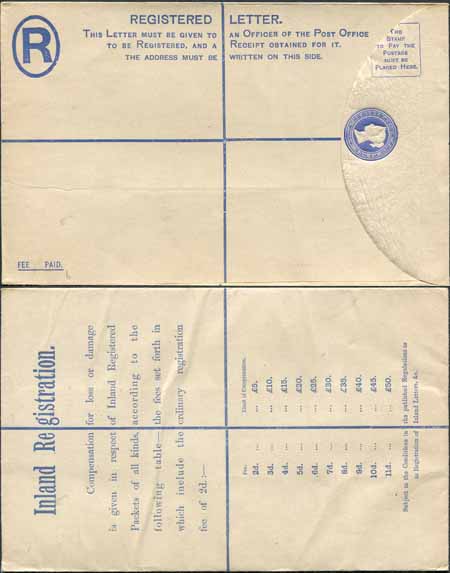 R
REGISTERED LETTER.
THIS LETTER MUST BE GIVEN TO AN OFFICER OF THE POST OFFICE
TO BE REGISTERED, AND A RECEIPT OBTAINED FOR IT.
THE ADDRESS MUST BE WRITTEN ON THIS SIDE.
THE
STAMP
TO PAY THE
POSTAGE
MUST BE
PLACED HERE.
FEE PAID.
Inland Registration.
Compensation for loss or damage
is given in respect of Inland Registered
Packets of all kinds, according to the
following table—the fees set forth in
which include the ordinary registration
fee of 2d.:—
Fee. Limit of Compensation.
2d. ... ... £5.
3d. ... ... £10.
4d. ... ... £15.
5d. ... ... £20.
6d. ... ... £25.
7d. ... ... £30.
8d. ... ... £35.
9d. ... ... £40.
10d. ... ... £45.
11d. ... ... £50.
Subject to the Conditions in the published Regulations as
to Registration of Inland Letters, &c.